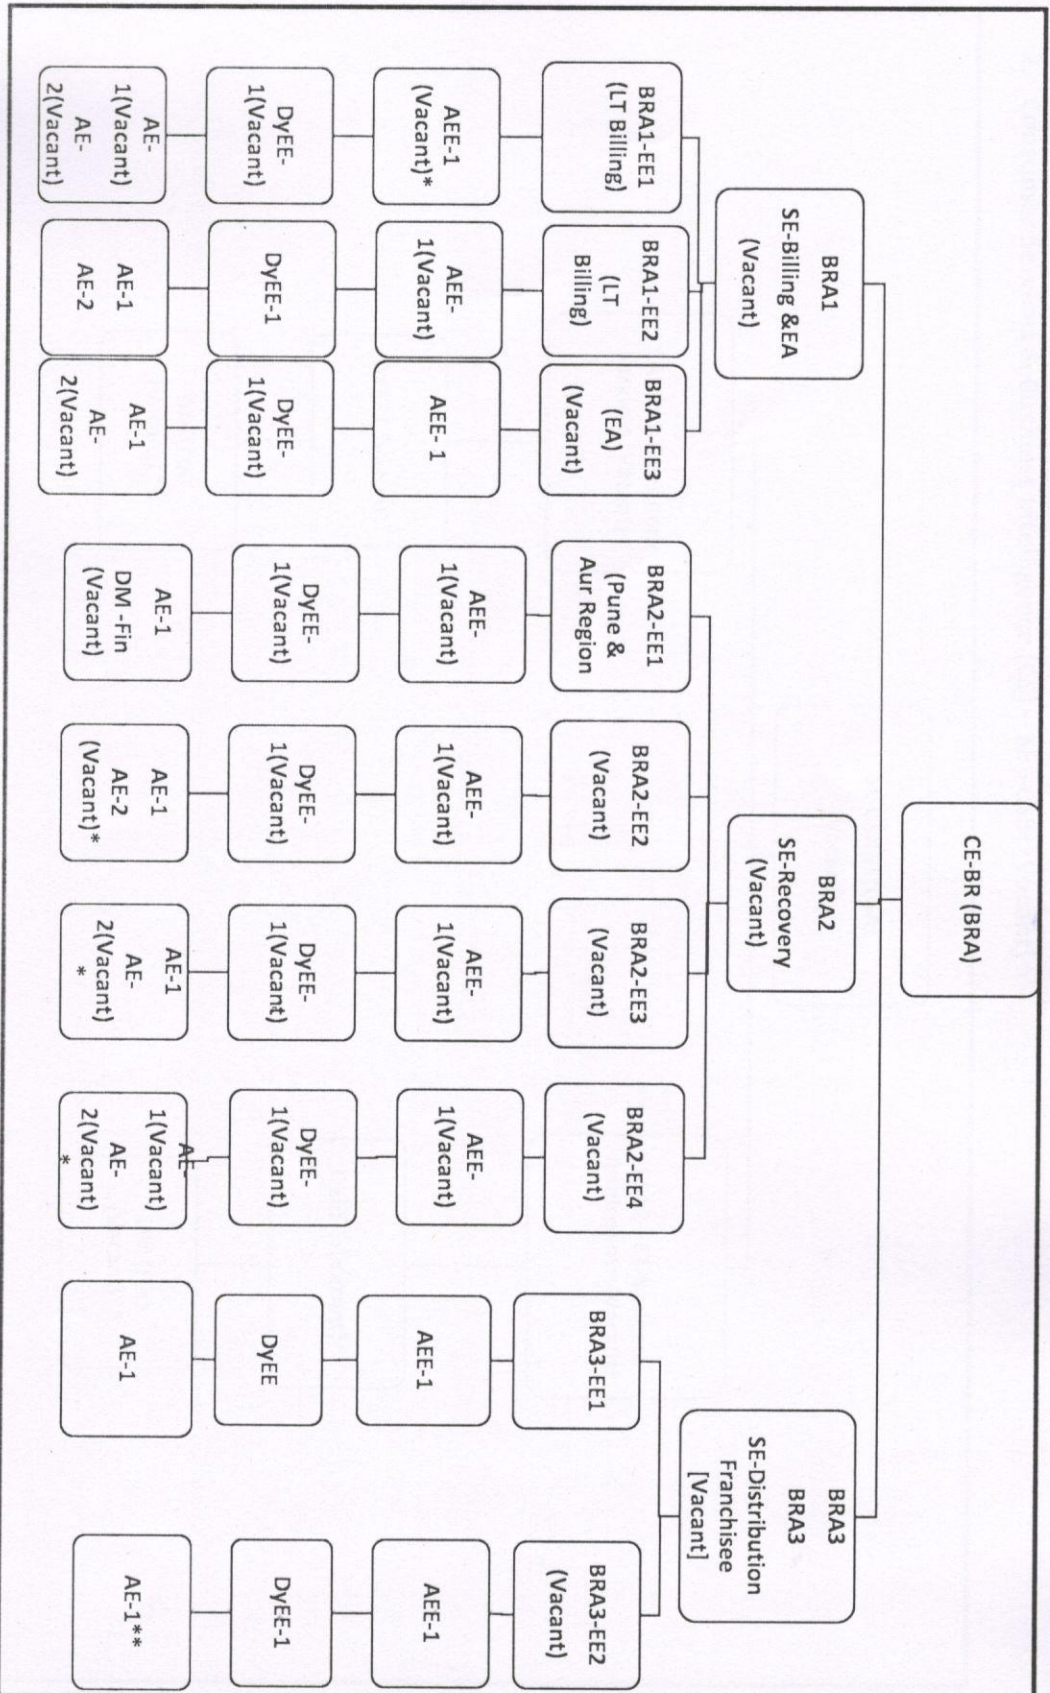 CE-BR (BRA)
BRA1
SE-Billing &EA
(Vacant)
BRA2
SE-Recovery
(Vacant)
BRA3
BRA3
SE-Distribution
Franchisee
[Vacant]
BRA1-EE1
(LT Billing)
BRA1-EE2
(LT
Billing)
BRA1-EE3
(EA)
(Vacant)
BRA2-EE1
(Pune &
Aur Region
BRA2-EE2
(Vacant)
BRA2-EE3
(Vacant)
BRA2-EE4
(Vacant)
BRA3-EE1
BRA3-EE2
(Vacant)
AEE-1
(Vacant)*
AEE-
1(Vacant)
AEE- 1
AEE-
1(Vacant)
AEE-
1(Vacant)
AEE-
1(Vacant)
AEE-
1(Vacant)
AEE-1
AEE-1
DyEE-
1(Vacant)
DyEE-1
DyEE-
1(Vacant)
DyEE-
1(Vacant)
DyEE-
1(Vacant)
DyEE-
1(Vacant)
DyEE-
1(Vacant)
DyEE
DyEE-1
AE-
1(Vacant)
AE-
2(Vacant)
AE-1
AE-2
AE-1
AE-
2(Vacant)
AE-1
DM -Fin
(Vacant)
AE-1
AE-2
(Vacant)*
AE-1
AE-
2(Vacant)
*
AE-
1(Vacant)
AE-
2(Vacant)
*
AE-1
AE-1**